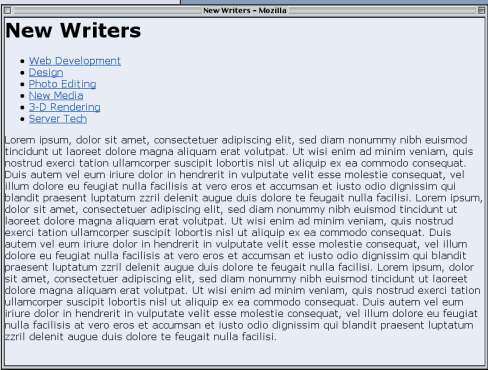 New Writers - Mozilla
New Writers
Web Development
Design
Photo Editing
New Media
3-D Rendering
Server Tech
Lorem ipsum, dolor sit amet, consectetuer adipiscing elit, sed diam nonummy nibh euismod
tincidunt ut laoreet dolore magna aliquam erat volutpat. Ut wisi enim ad minim veniam, quis
nostrud exerci tation ullamcorper suscipit lobortis nisl ut aliquip ex ea commodo consequat.
Duis autem vel eum iriure dolor in hendrerit in vulputate velit esse molestie consequat, vel
illum dolore eu feugiat nulla facilisis at vero eros et accumsan et iusto odio dignissim qui
blandit praesent luptatum zzril delenit augue duis dolore te feugait nulla facilisi. Lorem ipsum,
dolor sit amet, consectetuer adipiscing elit, sed diam nonummy nibh euismod tincidunt ut
laoreet dolore magna aliquam erat volutpat. Ut wisi enim ad minim veniam, quis nostrud
exerci tation ullamcorper suscipit lobortis nisl ut aliquip ex ea commodo consequat. Duis
autem vel eum iriure dolor in hendrerit in vulputate velit esse molestie consequat, vel illum
dolore eu feugiat nulla facilisis at vero eros et accumsan et iusto odio dignissim qui blandit
praesent luptatum zzril delenit augue duis dolore te feugait nulla facilisi. Lorem ipsum, dolor
sit amet, consectetuer adipiscing elit, sed diam nonummy nibh euismod tincidunt ut laoreet
dolore magna aliquam erat volutpat. Ut wisi enim ad minim veniam, quis nostrud exerci tation
ullamcorper suscipit lobortis nisl ut aliquip ex ea commodo consequat. Duis autem vel eum
iriure dolor in hendrerit in vulputate velit esse molestie consequat, vel illum dolore eu feugiat
nulla facilisis at vero eros et accumsan et iusto odio dignissim qui blandit praesent luptatum
zzril delenit augue duis dolore te feugait nulla facilisi.